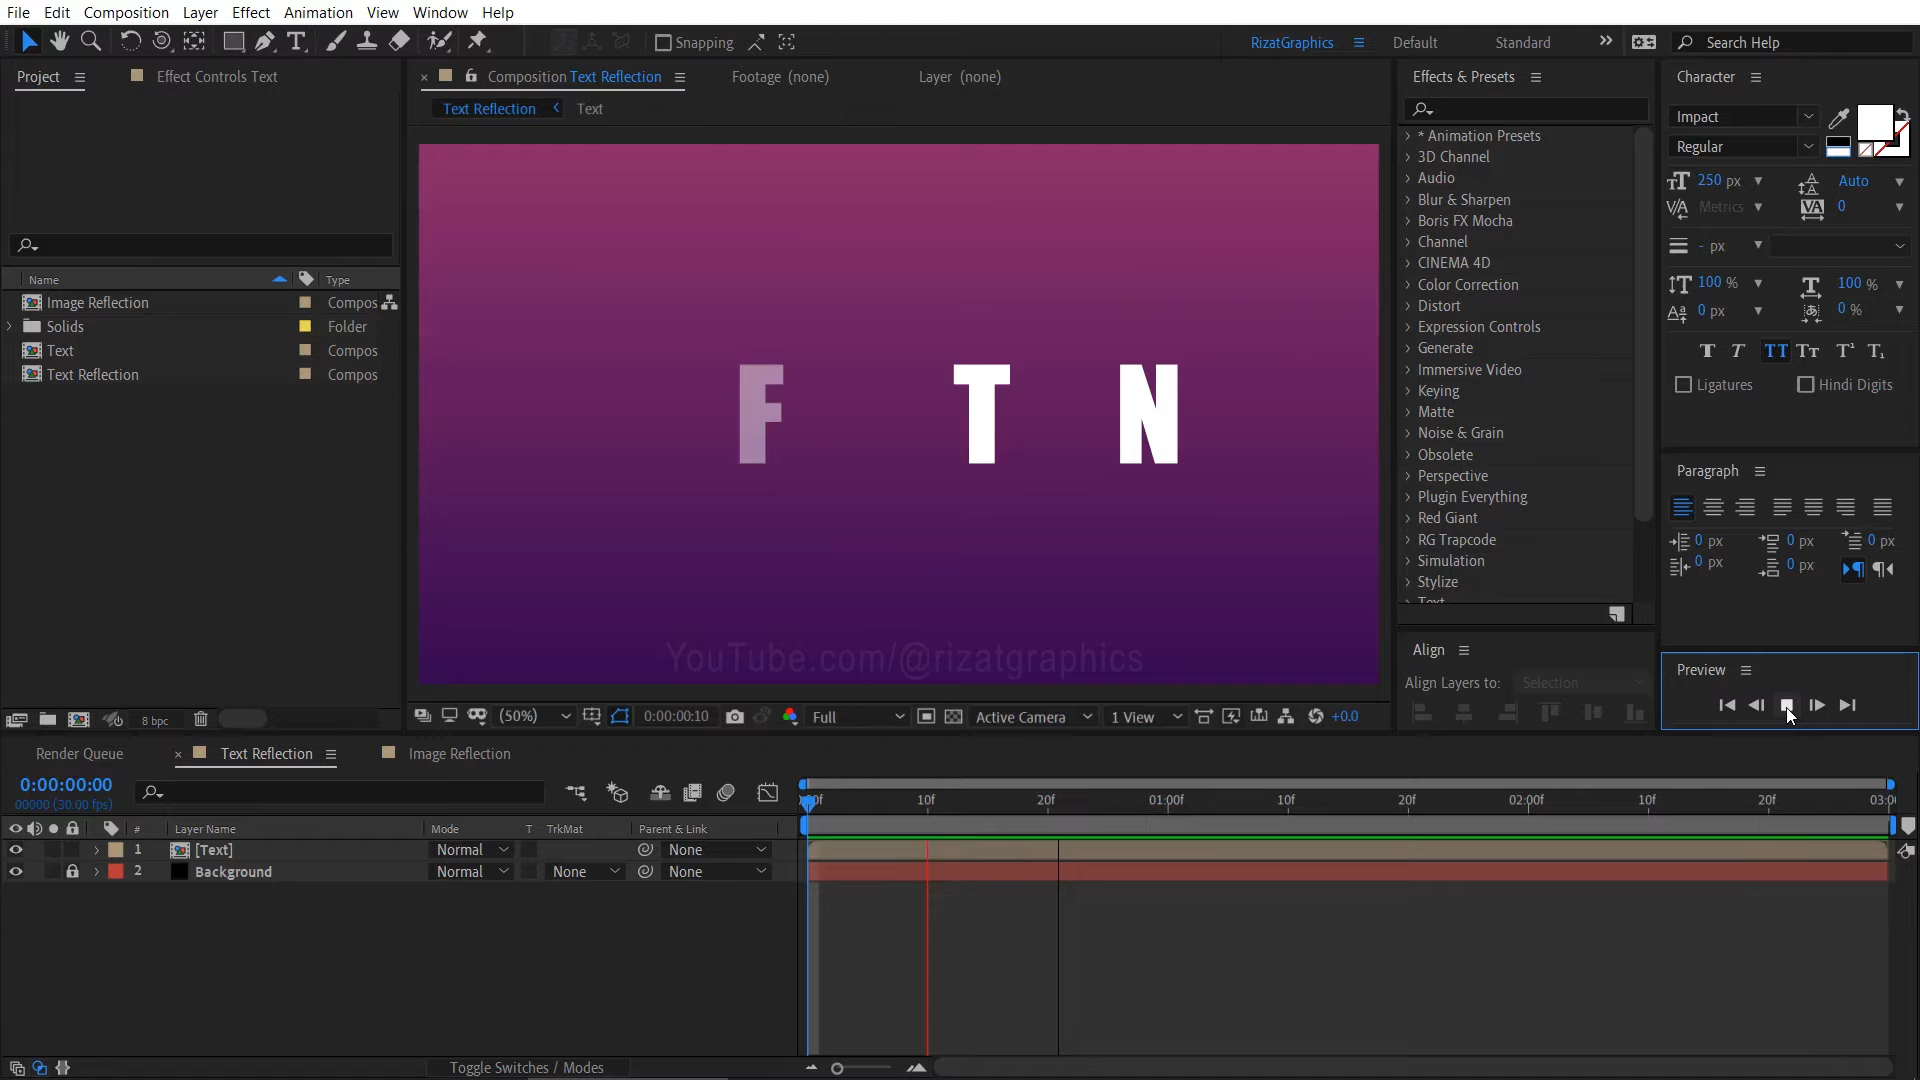 File Edit Composition Layer Effect Animation View Window Help
Snapping RizatGraphics Default Standard Search Help
Project Effect Controls Text Composition Text Reflection Footage (none) Layer (none) Effects & Presets Character
Text Reflection Text
Impact
Regular
* Animation Presets
3D Channel
Audio
Blur & Sharpen
Boris FX Mocha
Channel
CINEMA 4D
Color Correction
Distort
Expression Controls
Generate
Immersive Video
Keying
Matte
Noise & Grain
Obsolete
Perspective
Plugin Everything
Red Giant
RG Trapcode
Simulation
Stylize
Text
250 px Auto
Metrics 0
- px
100 % 100 %
0 px 0 %
Ligatures Hindi Digits
Name Type
Image Reflection Compos
Solids Folder
Text Compos
Text Reflection Compos
F T N
YouTube.com/@rizatgraphics
Paragraph
0 px 0 px 0 px
0 px 0 px
Align
Align Layers to: Selection
Preview
8 bpc (50%) 0:00:00:10 Full Active Camera 1 View +0.0
Render Queue Text Reflection Image Reflection
0:00:00:00
00000 (30.00 fps)
:00f 10f 20f 01:00f 10f 20f 02:00f 10f 20f 03:0
# Layer Name Mode T TrkMat Parent & Link
1 [Text] Normal None
2 Background Normal None None
Toggle Switches / Modes